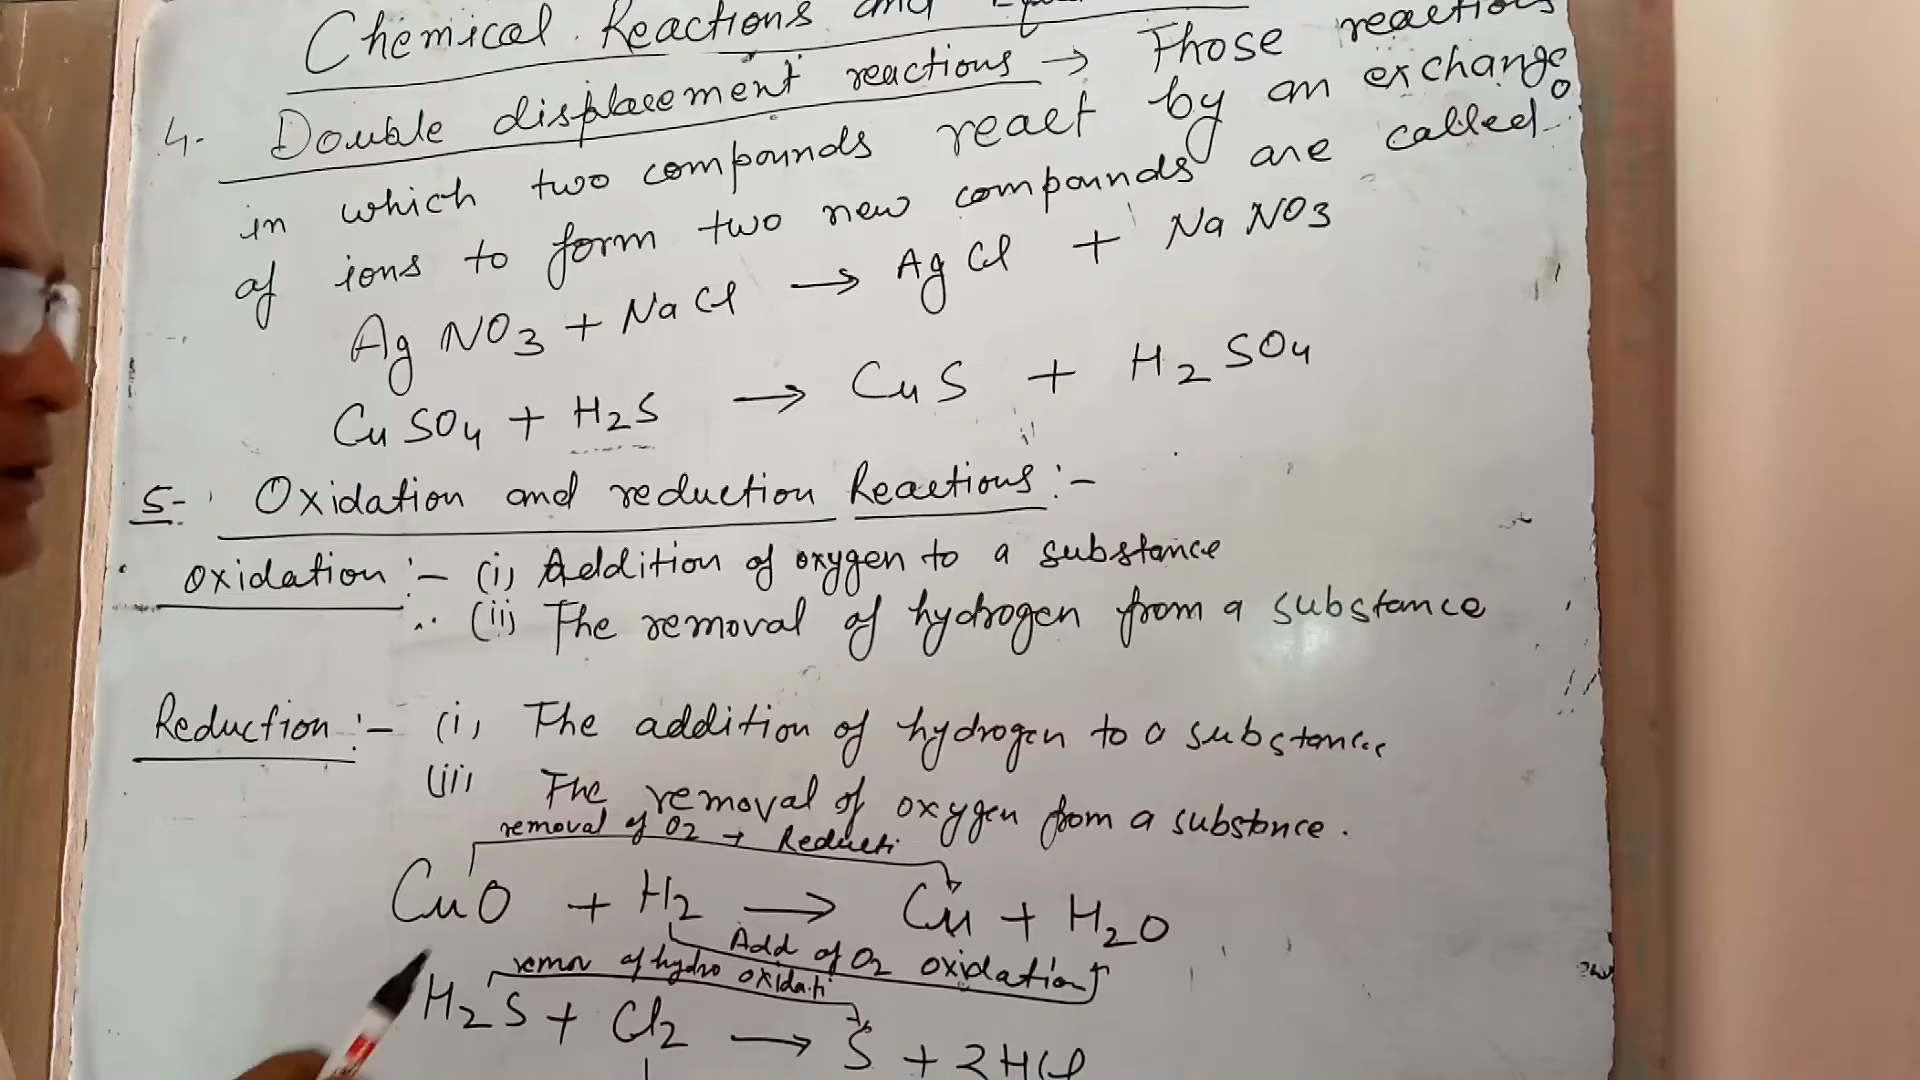 Chemical Reactions and
4. Double displacement reactions → Those reactions
in which two compounds react by an exchange
of ions to form two new compounds are called
AgNO3 + NaCl → AgCl + NaNO3
CuSO4 + H2S → CuS + H2SO4
5- Oxidation and reduction Reactions :-
Oxidation :- (i) Addition of oxygen to a substance
(ii) The removal of hydrogen from a substance
Reduction :- (i) The addition of hydrogen to a substance
(ii) The removal of oxygen from a substance.
removal of O2 → Reducti
CuO + H2 → Cu + H2O
Add of O2 oxidation
remov of hydro oxidati
H2S + Cl2 → S + 2HCl